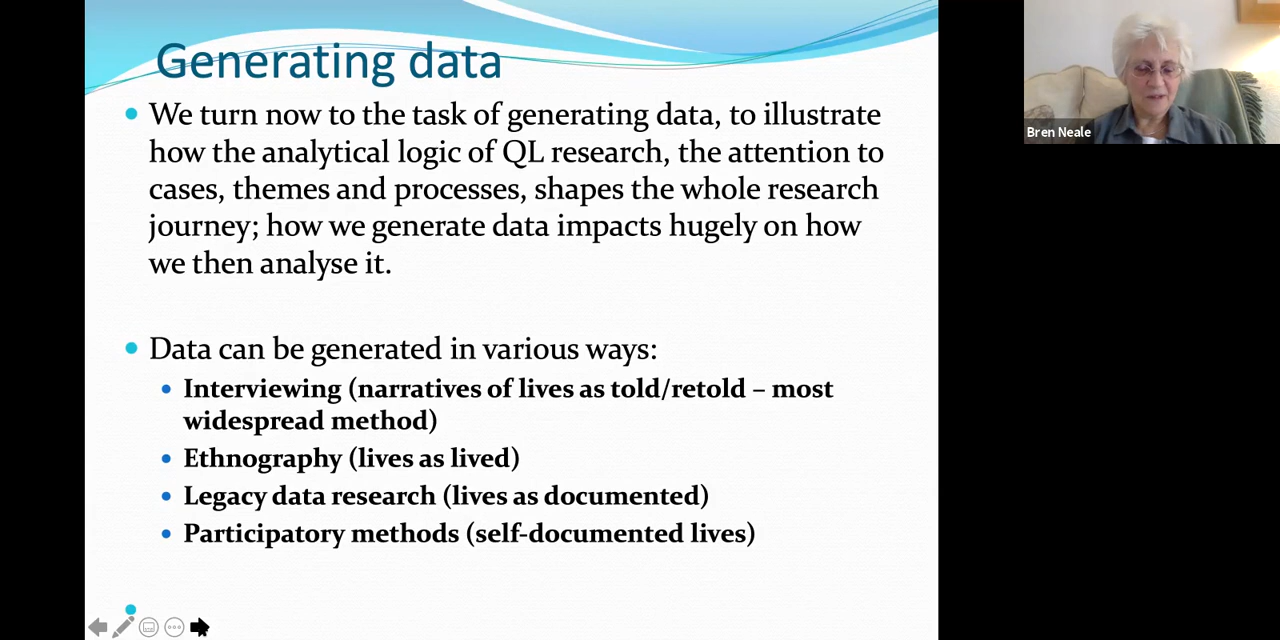 Generating data
We turn now to the task of generating data, to illustrate
how the analytical logic of QL research, the attention to
cases, themes and processes, shapes the whole research
journey; how we generate data impacts hugely on how
we then analyse it.
Data can be generated in various ways:
Interviewing (narratives of lives as told/retold – most
widespread method)
Ethnography (lives as lived)
Legacy data research (lives as documented)
Participatory methods (self-documented lives)
Bren Neale